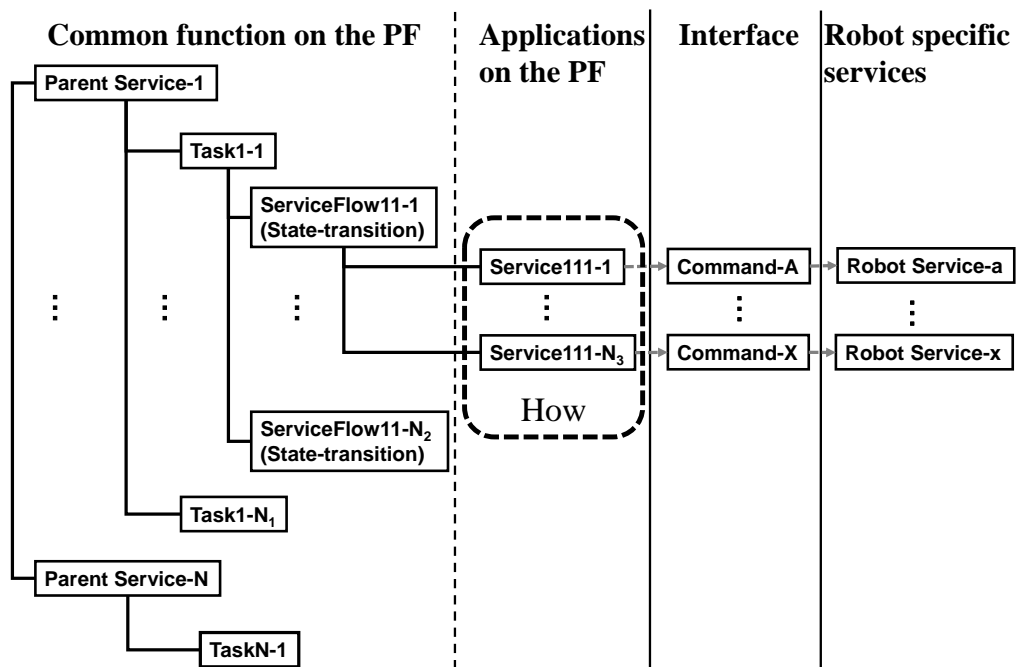 Common function on the PF
Applications
on the PF
Interface
Robot specific
services
Parent Service-1
Task1-1
ServiceFlow11-1
(State-transition)
Service111-1
Command-A
Robot Service-a
⋮ ⋮ ⋮ ⋮ ⋮ ⋮
Service111-N₃
Command-X
Robot Service-x
How
ServiceFlow11-N₂
(State-transition)
Task1-N₁
Parent Service-N
TaskN-1